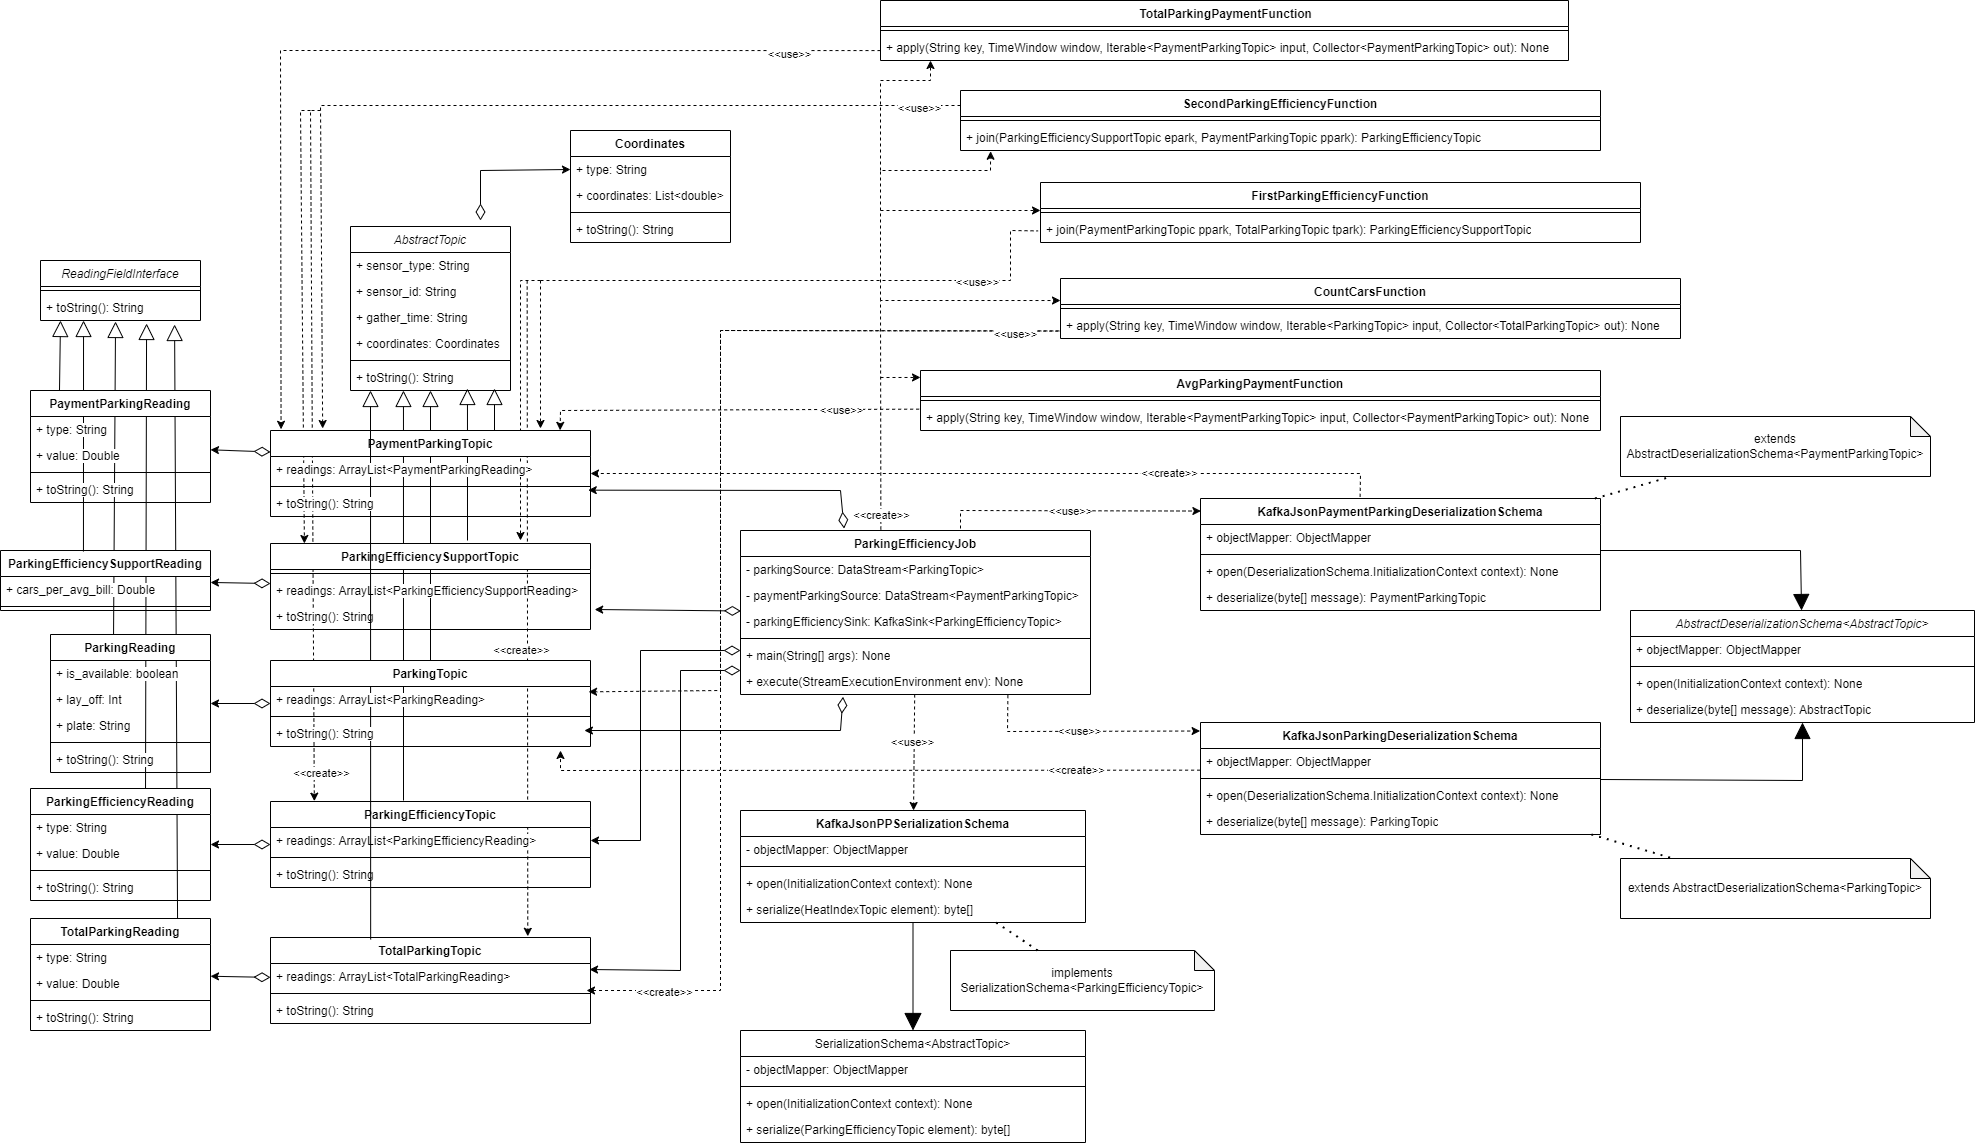 TotalParkingPaymentFunction
+ apply(String key, TimeWindow window, Iterable<PaymentParkingTopic> input, Collector<PaymentParkingTopic> out): None
<<use>>
SecondParkingEfficiencyFunction
+ join(ParkingEfficiencySupportTopic epark, PaymentParkingTopic ppark): ParkingEfficiencyTopic
<<use>>
Coordinates
+ type: String
+ coordinates: List<double>
+ toString(): String
FirstParkingEfficiencyFunction
+ join(PaymentParkingTopic ppark, TotalParkingTopic tpark): ParkingEfficiencySupportTopic
<<use>>
AbstractTopic
+ sensor_type: String
+ sensor_id: String
+ gather_time: String
+ coordinates: Coordinates
+ toString(): String
ReadingFieldInterface
+ toString(): String
CountCarsFunction
+ apply(String key, TimeWindow window, Iterable<ParkingTopic> input, Collector<TotalParkingTopic> out): None
<<use>>
AvgParkingPaymentFunction
+ apply(String key, TimeWindow window, Iterable<PaymentParkingTopic> input, Collector<PaymentParkingTopic> out): None
<<use>>
PaymentParkingReading
+ type: String
+ value: Double
+ toString(): String
PaymentParkingTopic
+ readings: ArrayList<PaymentParkingReading>
+ toString(): String
extends
AbstractDeserializationSchema<PaymentParkingTopic>
<<create>>
<<create>>
<<use>>
KafkaJsonPaymentParkingDeserializationSchema
+ objectMapper: ObjectMapper
+ open(DeserializationSchema.InitializationContext context): None
+ deserialize(byte[] message): PaymentParkingTopic
ParkingEfficiencySupportReading
+ cars_per_avg_bill: Double
ParkingEfficiencySupportTopic
+ readings: ArrayList<ParkingEfficiencySupportReading>
+ toString(): String
ParkingEfficiencyJob
- parkingSource: DataStream<ParkingTopic>
- paymentParkingSource: DataStream<PaymentParkingTopic>
- parkingEfficiencySink: KafkaSink<ParkingEfficiencyTopic>
+ main(String[] args): None
+ execute(StreamExecutionEnvironment env): None
AbstractDeserializationSchema<AbstractTopic>
+ objectMapper: ObjectMapper
+ open(InitializationContext context): None
+ deserialize(byte[] message): AbstractTopic
<<create>>
ParkingReading
+ is_available: boolean
+ lay_off: Int
+ plate: String
+ toString(): String
ParkingTopic
+ readings: ArrayList<ParkingReading>
+ toString(): String
<<use>>
<<use>>
<<create>>
<<create>>
KafkaJsonParkingDeserializationSchema
+ objectMapper: ObjectMapper
+ open(DeserializationSchema.InitializationContext context): None
+ deserialize(byte[] message): ParkingTopic
ParkingEfficiencyReading
+ type: String
+ value: Double
+ toString(): String
ParkingEfficiencyTopic
+ readings: ArrayList<ParkingEfficiencyReading>
+ toString(): String
KafkaJsonPPSerializationSchema
- objectMapper: ObjectMapper
+ open(InitializationContext context): None
+ serialize(HeatIndexTopic element): byte[]
extends AbstractDeserializationSchema<ParkingTopic>
TotalParkingReading
+ type: String
+ value: Double
+ toString(): String
TotalParkingTopic
+ readings: ArrayList<TotalParkingReading>
+ toString(): String
<<create>>
implements
SerializationSchema<ParkingEfficiencyTopic>
SerializationSchema<AbstractTopic>
- objectMapper: ObjectMapper
+ open(InitializationContext context): None
+ serialize(ParkingEfficiencyTopic element): byte[]